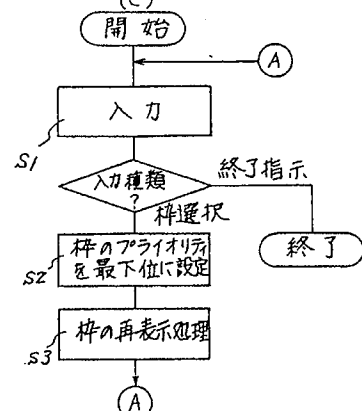 (C)
開始
A
入力
S1
入力種類
?
終了指示
枠選択
終了
枠のプライオリティ
を最下位に設定
S2
枠の再表示処理
S3
A